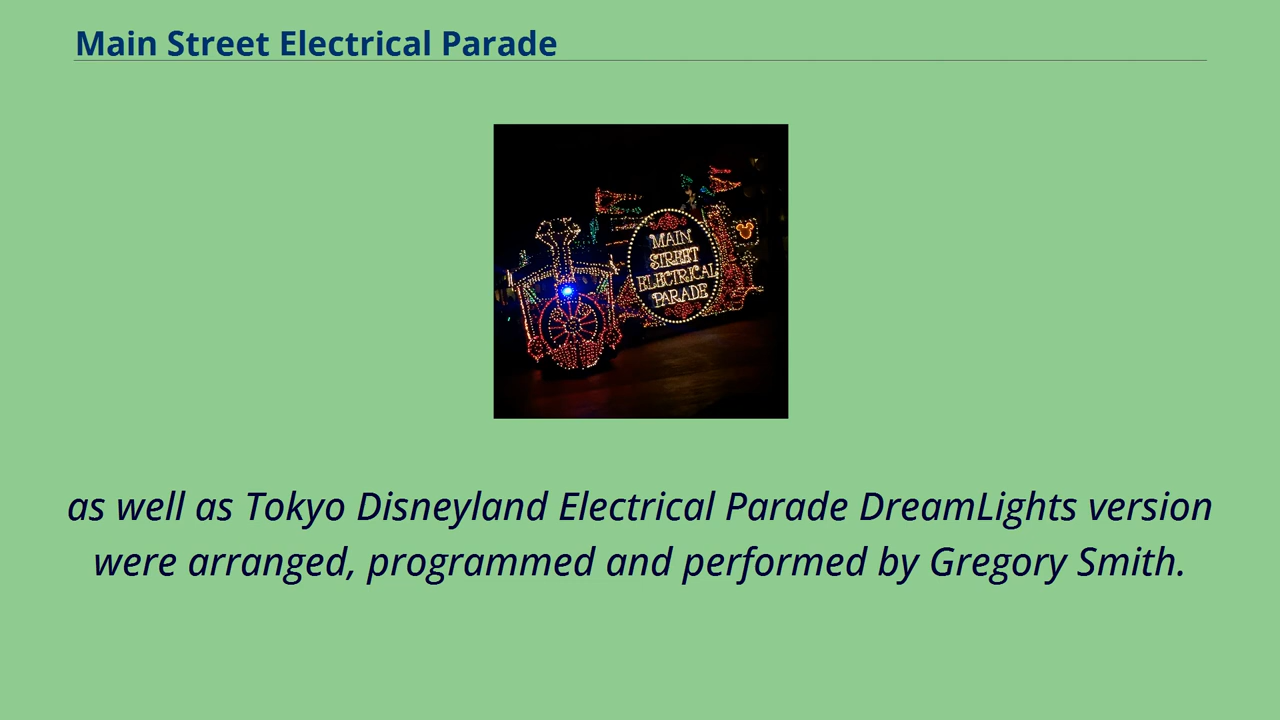 Main Street Electrical Parade
MAIN
STREET
ELECTRICAL
PARADE
as well as Tokyo Disneyland Electrical Parade DreamLights version
were arranged, programmed and performed by Gregory Smith.